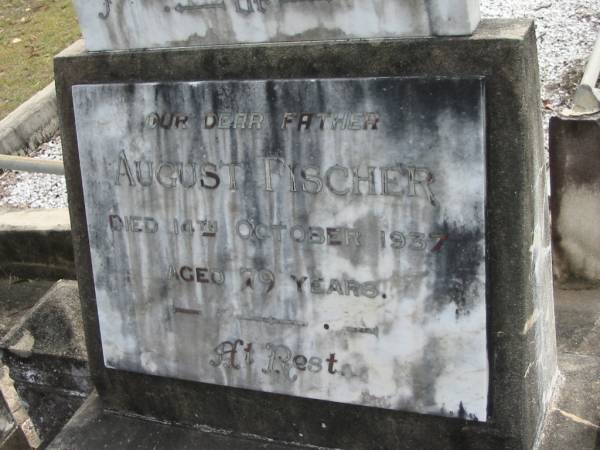 OUR DEAR FATHER
AUGUST FISCHER
DIED 14TH OCTOBER 1937
AGED 79 YEARS.
At Rest.